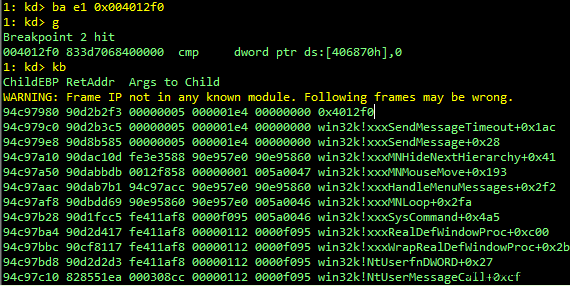 1: kd> ba e1 0x004012f0
1: kd> g
Breakpoint 2 hit
004012f0 833d7068400000 cmp dword ptr ds:[406870h],0
1: kd> kb
ChildEBP RetAddr Args to Child
WARNING: Frame IP not in any known module. Following frames may be wrong.
94c97980 90d2b2f3 00000005 000001e4 00000000 0x4012f0
94c979c0 90d2b3c5 00000005 000001e4 00000000 win32k!xxxSendMessageTimeout+0x1ac
94c979e8 90d8b585 00000005 000001e4 00000000 win32k!xxxSendMessage+0x28
94c97a10 90dac10d fe3e3588 90e957e0 90e95860 win32k!xxxMNHideNextHierarchy+0x41
94c97a50 90dabbdb 0012f858 00000001 005a0047 win32k!xxxMNMouseMove+0x193
94c97aac 90dab7b1 94c97acc 90e957e0 90e95860 win32k!xxxHandleMenuMessages+0x2f2
94c97af8 90dbdd69 90e95860 90e957e0 005a0046 win32k!xxxMNLoop+0x2fa
94c97b28 90d1fcc5 fe411af8 0000f095 005a0046 win32k!xxxSysCommand+0x4a5
94c97ba4 90d2d417 fe411af8 00000112 0000f095 win32k!xxxRealDefWindowProc+0xc00
94c97bbc 90cf8117 fe411af8 00000112 0000f095 win32k!xxxWrapRealDefWindowProc+0x2b
94c97bd8 90d2d2d3 fe411af8 00000112 0000f095 win32k!NtUserfnDWORD+0x27
94c97c10 828551ea 000308cc 00000112 0000f095 win32k!NtUserMessageCall+0xcf